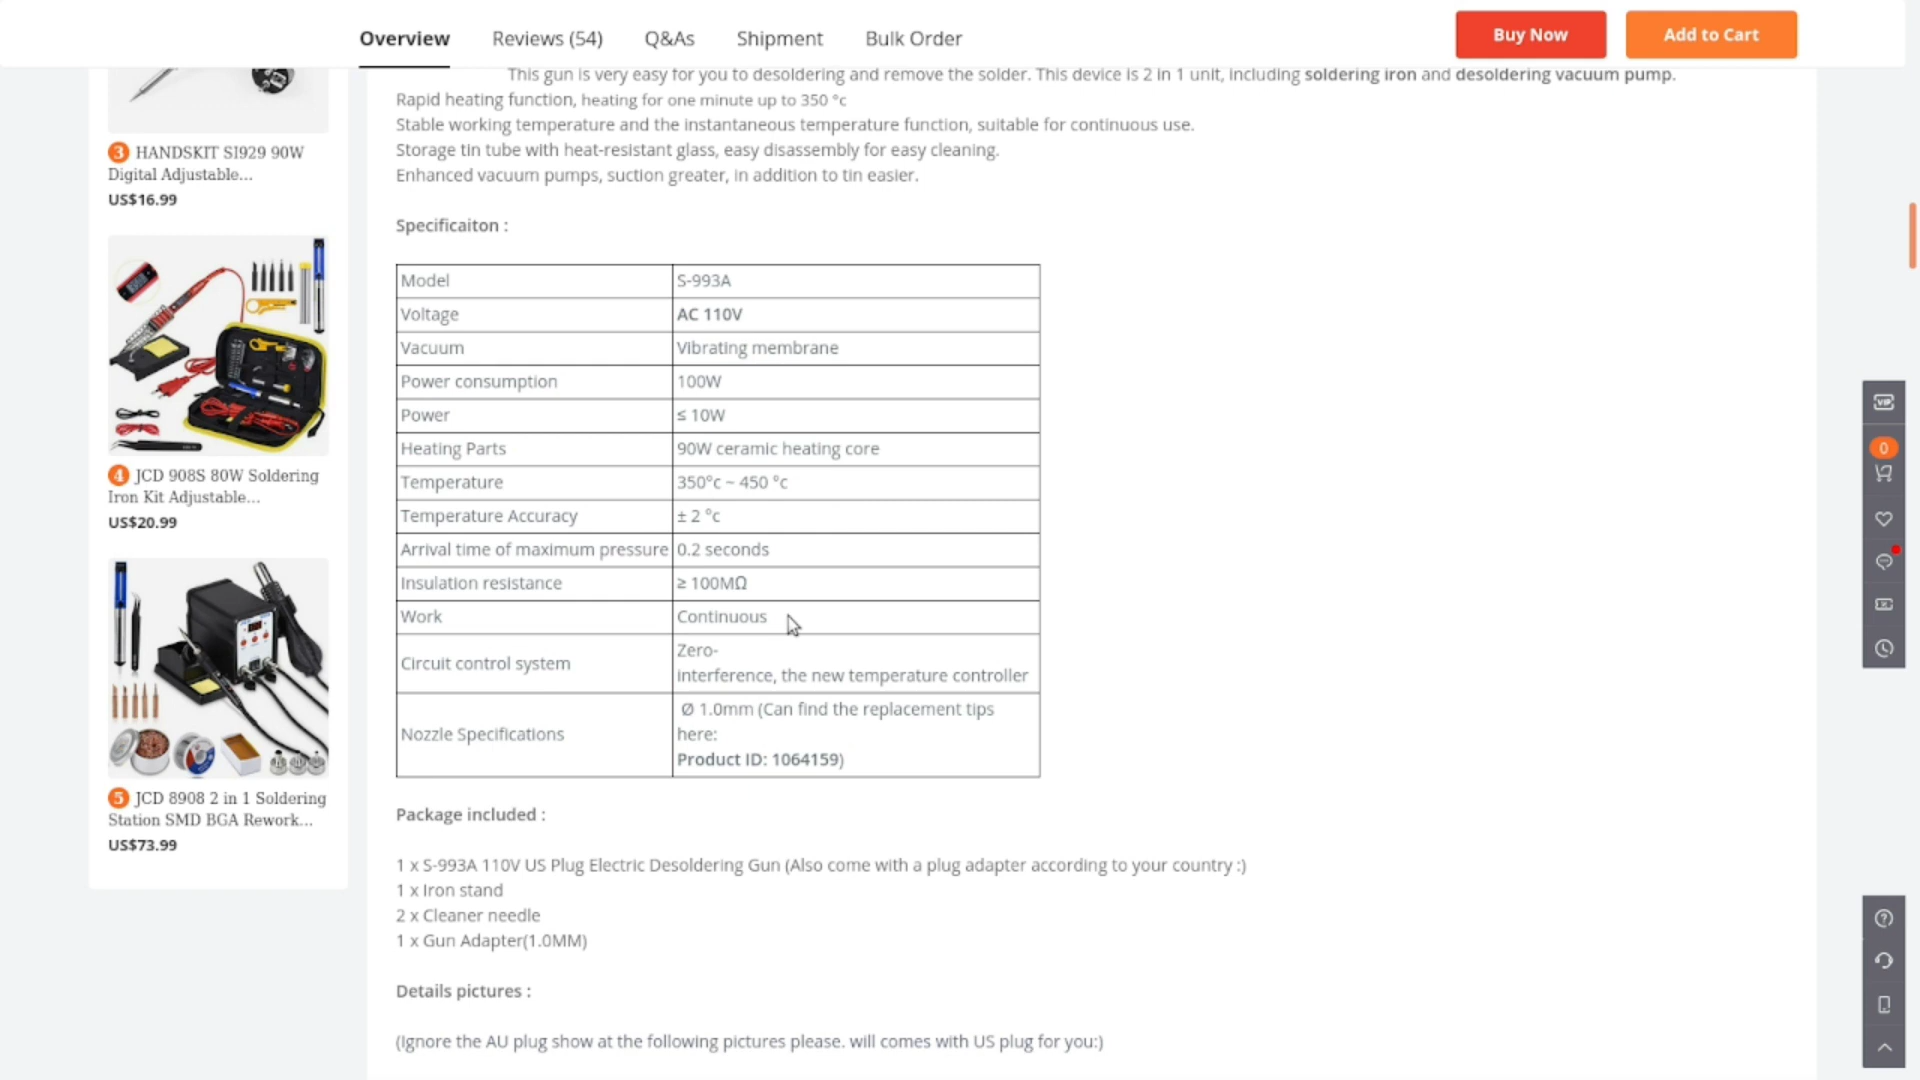 Overview
Reviews (54)
Q&As
Shipment
Bulk Order
Buy Now
Add to Cart
3 HANDSKIT SI929 90W
Digital Adjustable...
US$16.99
4 JCD 908S 80W Soldering
Iron Kit Adjustable...
US$20.99
5 JCD 8908 2 in 1 Soldering
Station SMD BGA Rework...
US$73.99
This gun is very easy for you to desoldering and remove the solder. This device is 2 in 1 unit, including soldering iron and desoldering vacuum pump.
Rapid heating function, heating for one minute up to 350 °c
Stable working temperature and the instantaneous temperature function, suitable for continuous use.
Storage tin tube with heat-resistant glass, easy disassembly for easy cleaning.
Enhanced vacuum pumps, suction greater, in addition to tin easier.
Specificaiton :
Model S-993A
Voltage AC 110V
Vacuum Vibrating membrane
Power consumption 100W
Power ≤ 10W
Heating Parts 90W ceramic heating core
Temperature 350°c ~ 450 °c
Temperature Accuracy ± 2 °c
Arrival time of maximum pressure 0.2 seconds
Insulation resistance ≥ 100MΩ
Work Continuous
Circuit control system
Zero-
interference, the new temperature controller
Nozzle Specifications
Ø 1.0mm (Can find the replacement tips
here:
Product ID: 1064159)
Package included :
1 x S-993A 110V US Plug Electric Desoldering Gun (Also come with a plug adapter according to your country :)
1 x Iron stand
2 x Cleaner needle
1 x Gun Adapter(1.0MM)
Details pictures :
(Ignore the AU plug show at the following pictures please. will comes with US plug for you:)
VIP
0